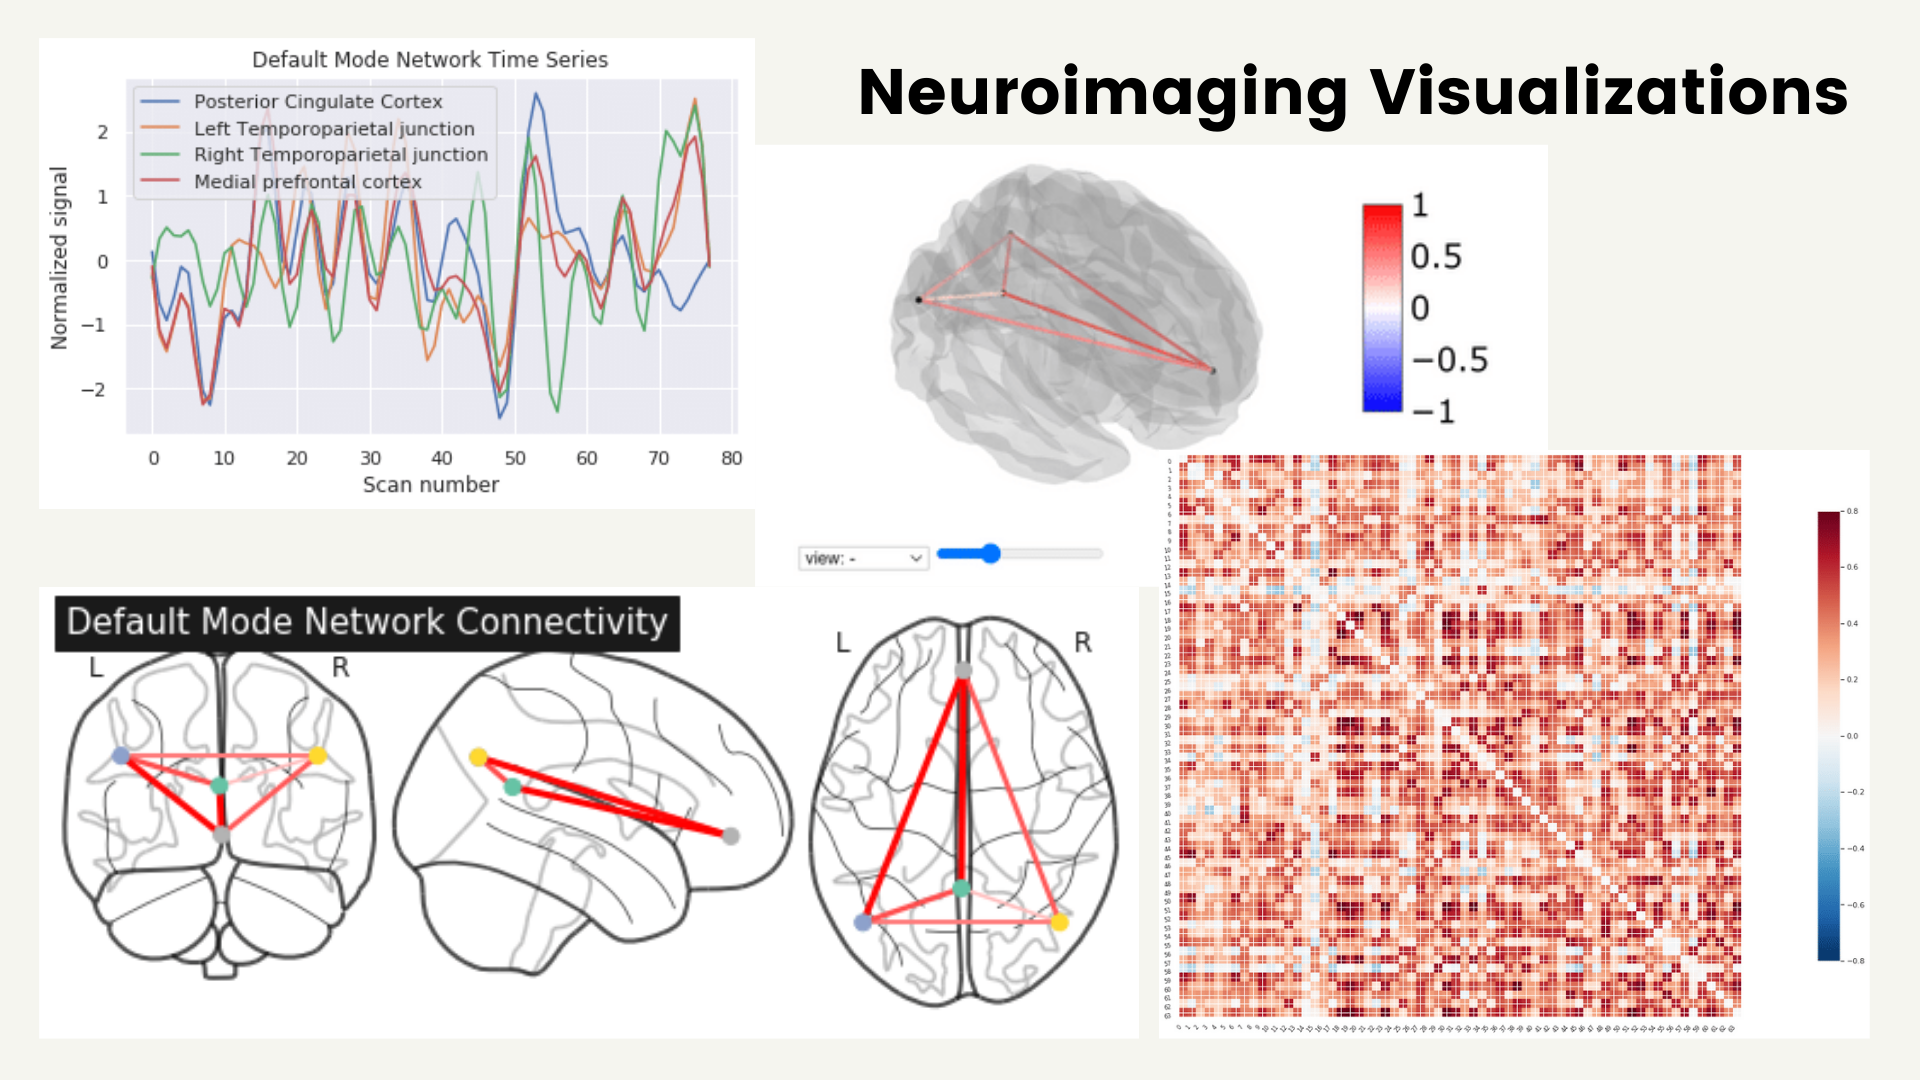 Neuroimaging Visualizations
Default Mode Network Time Series
Posterior Cingulate Cortex
Left Temporoparietal junction
Right Temporoparietal junction
Medial prefrontal cortex
Normalized signal
2
1
0
−1
−2
0 10 20 30 40 50 60 70 80
Scan number
1
0.5
0
−0.5
−1
view: -
Default Mode Network Connectivity
L R
L R
0.8
0.6
0.4
0.2
0.0
−0.2
−0.4
−0.6
−0.8